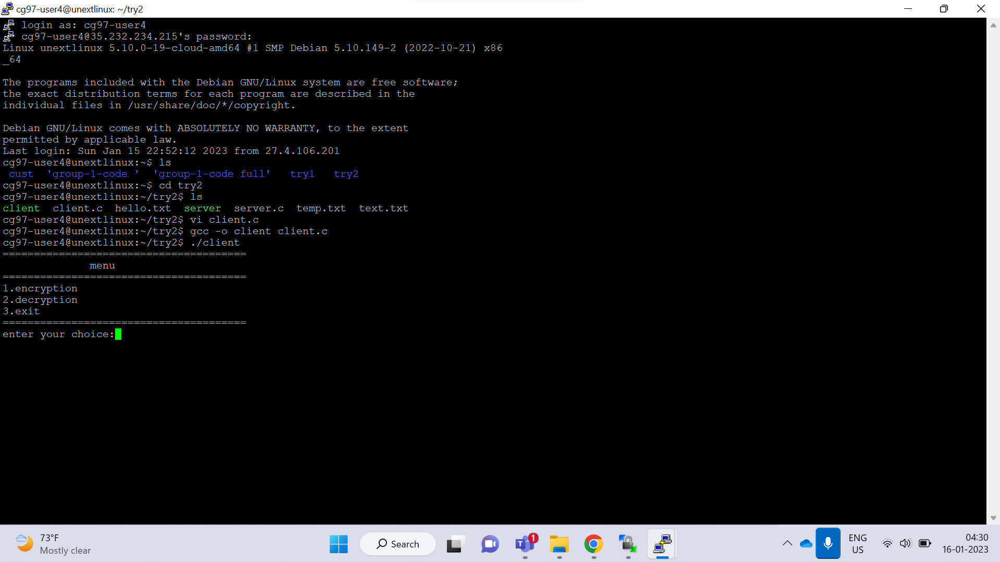 cg97-user4@unextlinux: ~/try2
login as: cg97-user4
cg97-user4@35.232.234.215's password:
Linux unextlinux 5.10.0-19-cloud-amd64 #1 SMP Debian 5.10.149-2 (2022-10-21) x86
_64
The programs included with the Debian GNU/Linux system are free software;
the exact distribution terms for each program are described in the
individual files in /usr/share/doc/*/copyright.
Debian GNU/Linux comes with ABSOLUTELY NO WARRANTY, to the extent
permitted by applicable law.
Last login: Sun Jan 15 22:52:12 2023 from 27.4.106.201
cg97-user4@unextlinux:~$ ls
cust  'group-1-code '  'group-1-code full'   try1   try2
cg97-user4@unextlinux:~$ cd try2
cg97-user4@unextlinux:~/try2$ ls
client  client.c  hello.txt  server  server.c  temp.txt  text.txt
cg97-user4@unextlinux:~/try2$ vi client.c
cg97-user4@unextlinux:~/try2$ gcc -o client client.c
cg97-user4@unextlinux:~/try2$ ./client
=======================================
menu
=======================================
1.encryption
2.decryption
3.exit
=======================================
enter your choice:
73°F
Mostly clear
Search
1
ENG
US
04:30
16-01-2023